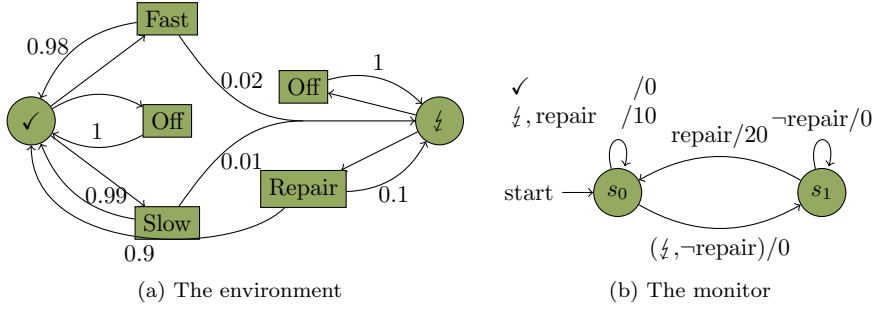 Fast
0.98
0.02
1
Off
✓
Off
1
↯
✓ /0
↯,repair /10
repair/20
¬repair/0
0.01
Repair
0.99
0.1
Slow
0.9
start
s₀
s₁
(↯,¬repair)/0
(a) The environment
(b) The monitor